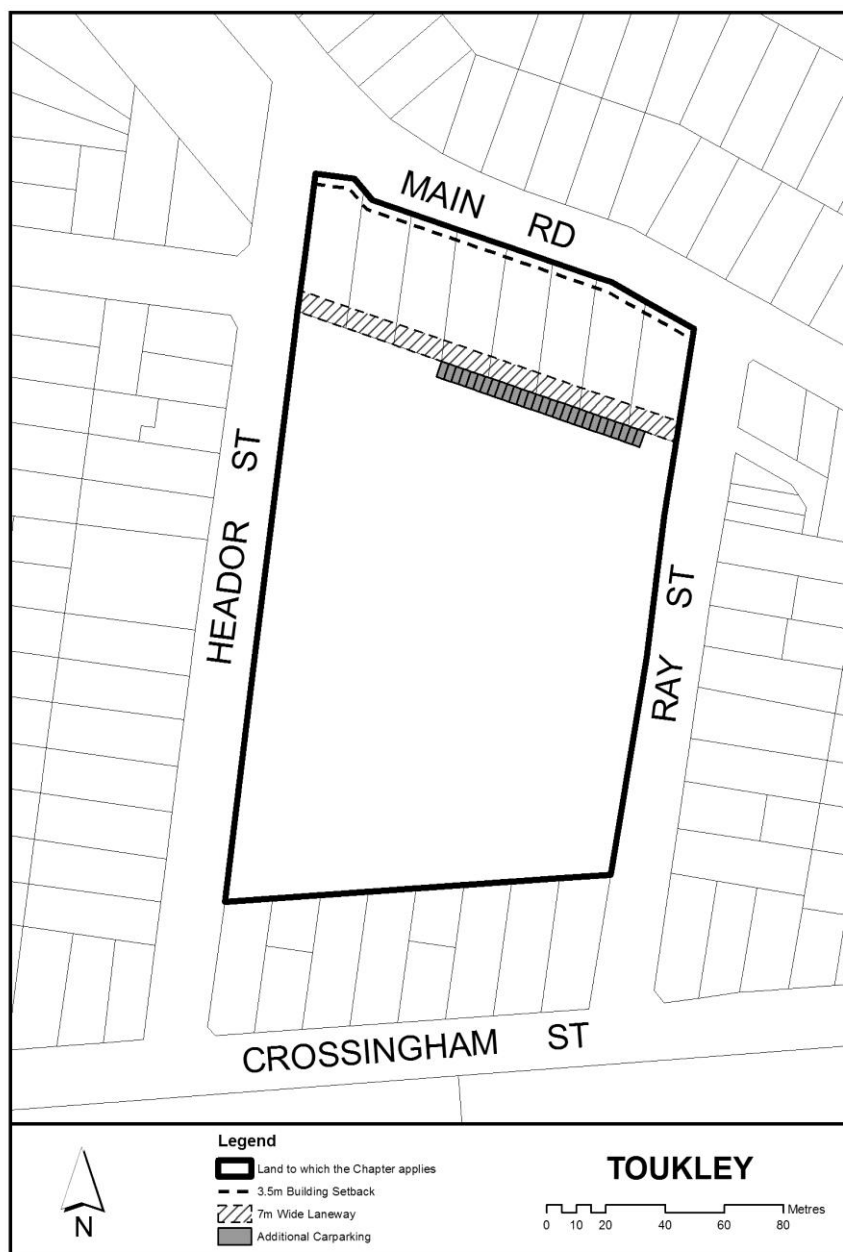 MAIN RD
HEADOR ST
RAY ST
CROSSINGHAM ST
N
Legend
Land to which the Chapter applies
3.5m Building Setback
7m Wide Laneway
Additional Carparking
TOUKLEY
Metres
0 10 20 40 60 80